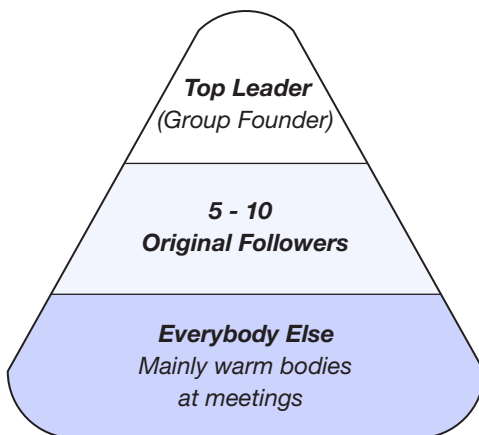 Top Leader
(Group Founder)
5 - 10
Original Followers
Everybody Else
Mainly warm bodies
at meetings